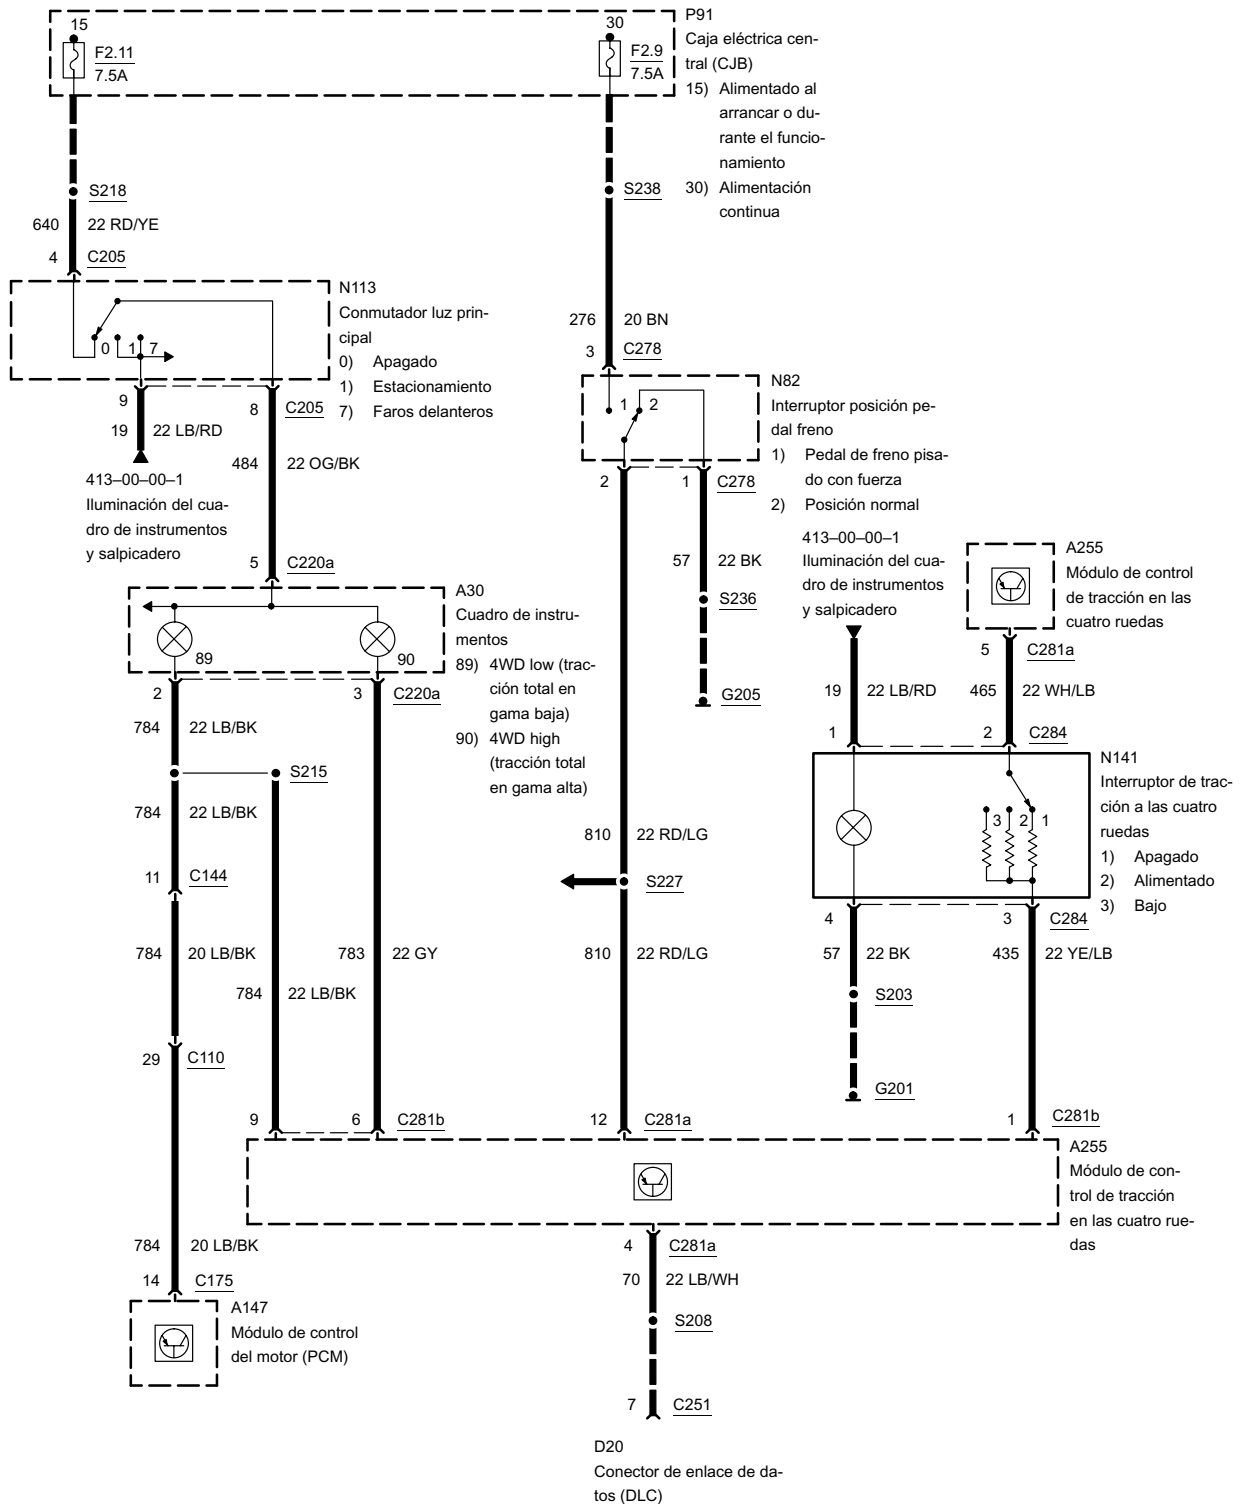 15
F2.11
7.5A
30
F2.9
7.5A
P91
Caja eléctrica cen-
tral (CJB)
15) Alimentado al
arrancar o du-
rante el funcio-
namiento
30) Alimentación
continua
S218
640 22 RD/YE
4 C205
S238
N113
Conmutador luz prin-
cipal
0) Apagado
1) Estacionamiento
7) Faros delanteros
0 1 7
9
8 C205
19 22 LB/RD
413–00–00–1
Iluminación del cua-
dro de instrumentos
y salpicadero
484 22 OG/BK
5 C220a
276 20 BN
3 C278
N82
Interruptor posición pe-
dal freno
1) Pedal de freno pisa-
do con fuerza
2) Posición normal
1 2
2
1 C278
57 22 BK
S236
G205
A30
Cuadro de instru-
mentos
89) 4WD low (trac-
ción total en
gama baja)
90) 4WD high
(tracción total
en gama alta)
89
90
2
3 C220a
784 22 LB/BK
S215
784 22 LB/BK
11 C144
784 20 LB/BK
783 22 GY
784 22 LB/BK
29 C110
9
6 C281b
784 20 LB/BK
14 C175
A147
Módulo de control
del motor (PCM)
810 22 RD/LG
S227
810 22 RD/LG
12 C281a
413–00–00–1
Iluminación del cua-
dro de instrumentos
y salpicadero
A255
Módulo de control
de tracción en las
cuatro ruedas
5 C281a
19 22 LB/RD
465 22 WH/LB
1
2 C284
N141
Interruptor de trac-
ción a las cuatro
ruedas
1) Apagado
2) Alimentado
3) Bajo
3 2 1
4
3 C284
57 22 BK
435 22 YE/LB
S203
G201
1 C281b
A255
Módulo de con-
trol de tracción
en las cuatro rue-
das
4 C281a
70 22 LB/WH
S208
7 C251
D20
Conector de enlace de da-
tos (DLC)